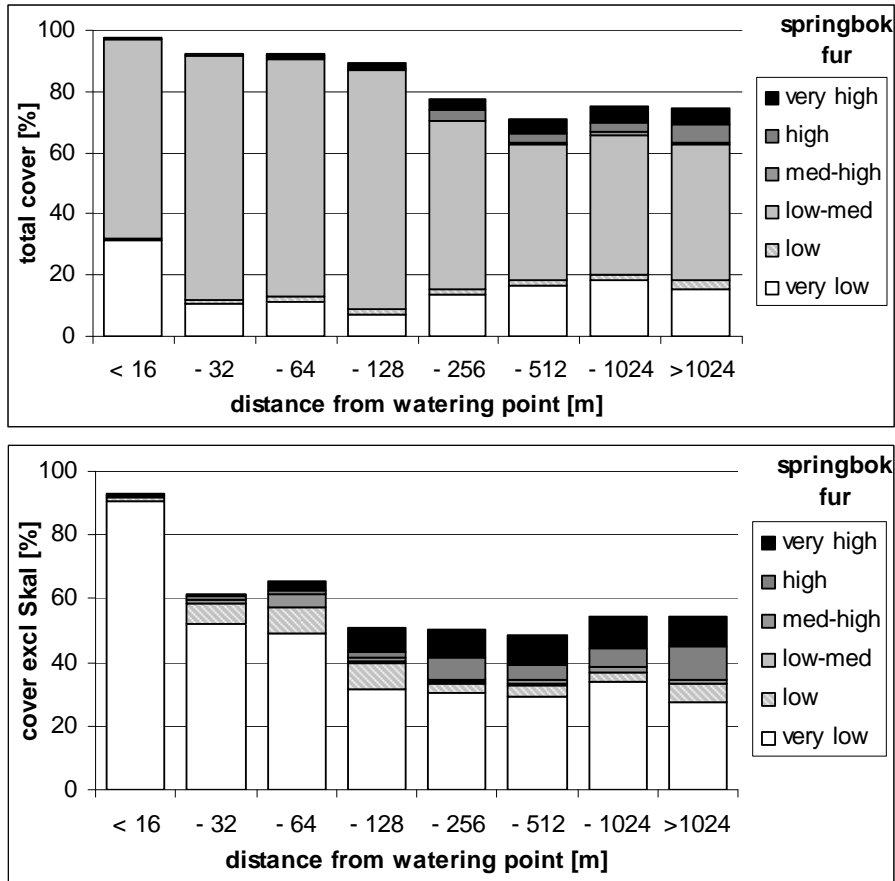 springbok
fur
very high
high
med-high
low-med
low
very low
total cover [%]
100
80
60
40
20
0
< 16 - 32 - 64 - 128 - 256 - 512 - 1024 >1024
distance from watering point [m]
springbok
fur
very high
high
med-high
low-med
low
very low
cover excl Skal [%]
100
80
60
40
20
0
< 16 - 32 - 64 - 128 - 256 - 512 - 1024 >1024
distance from watering point [m]